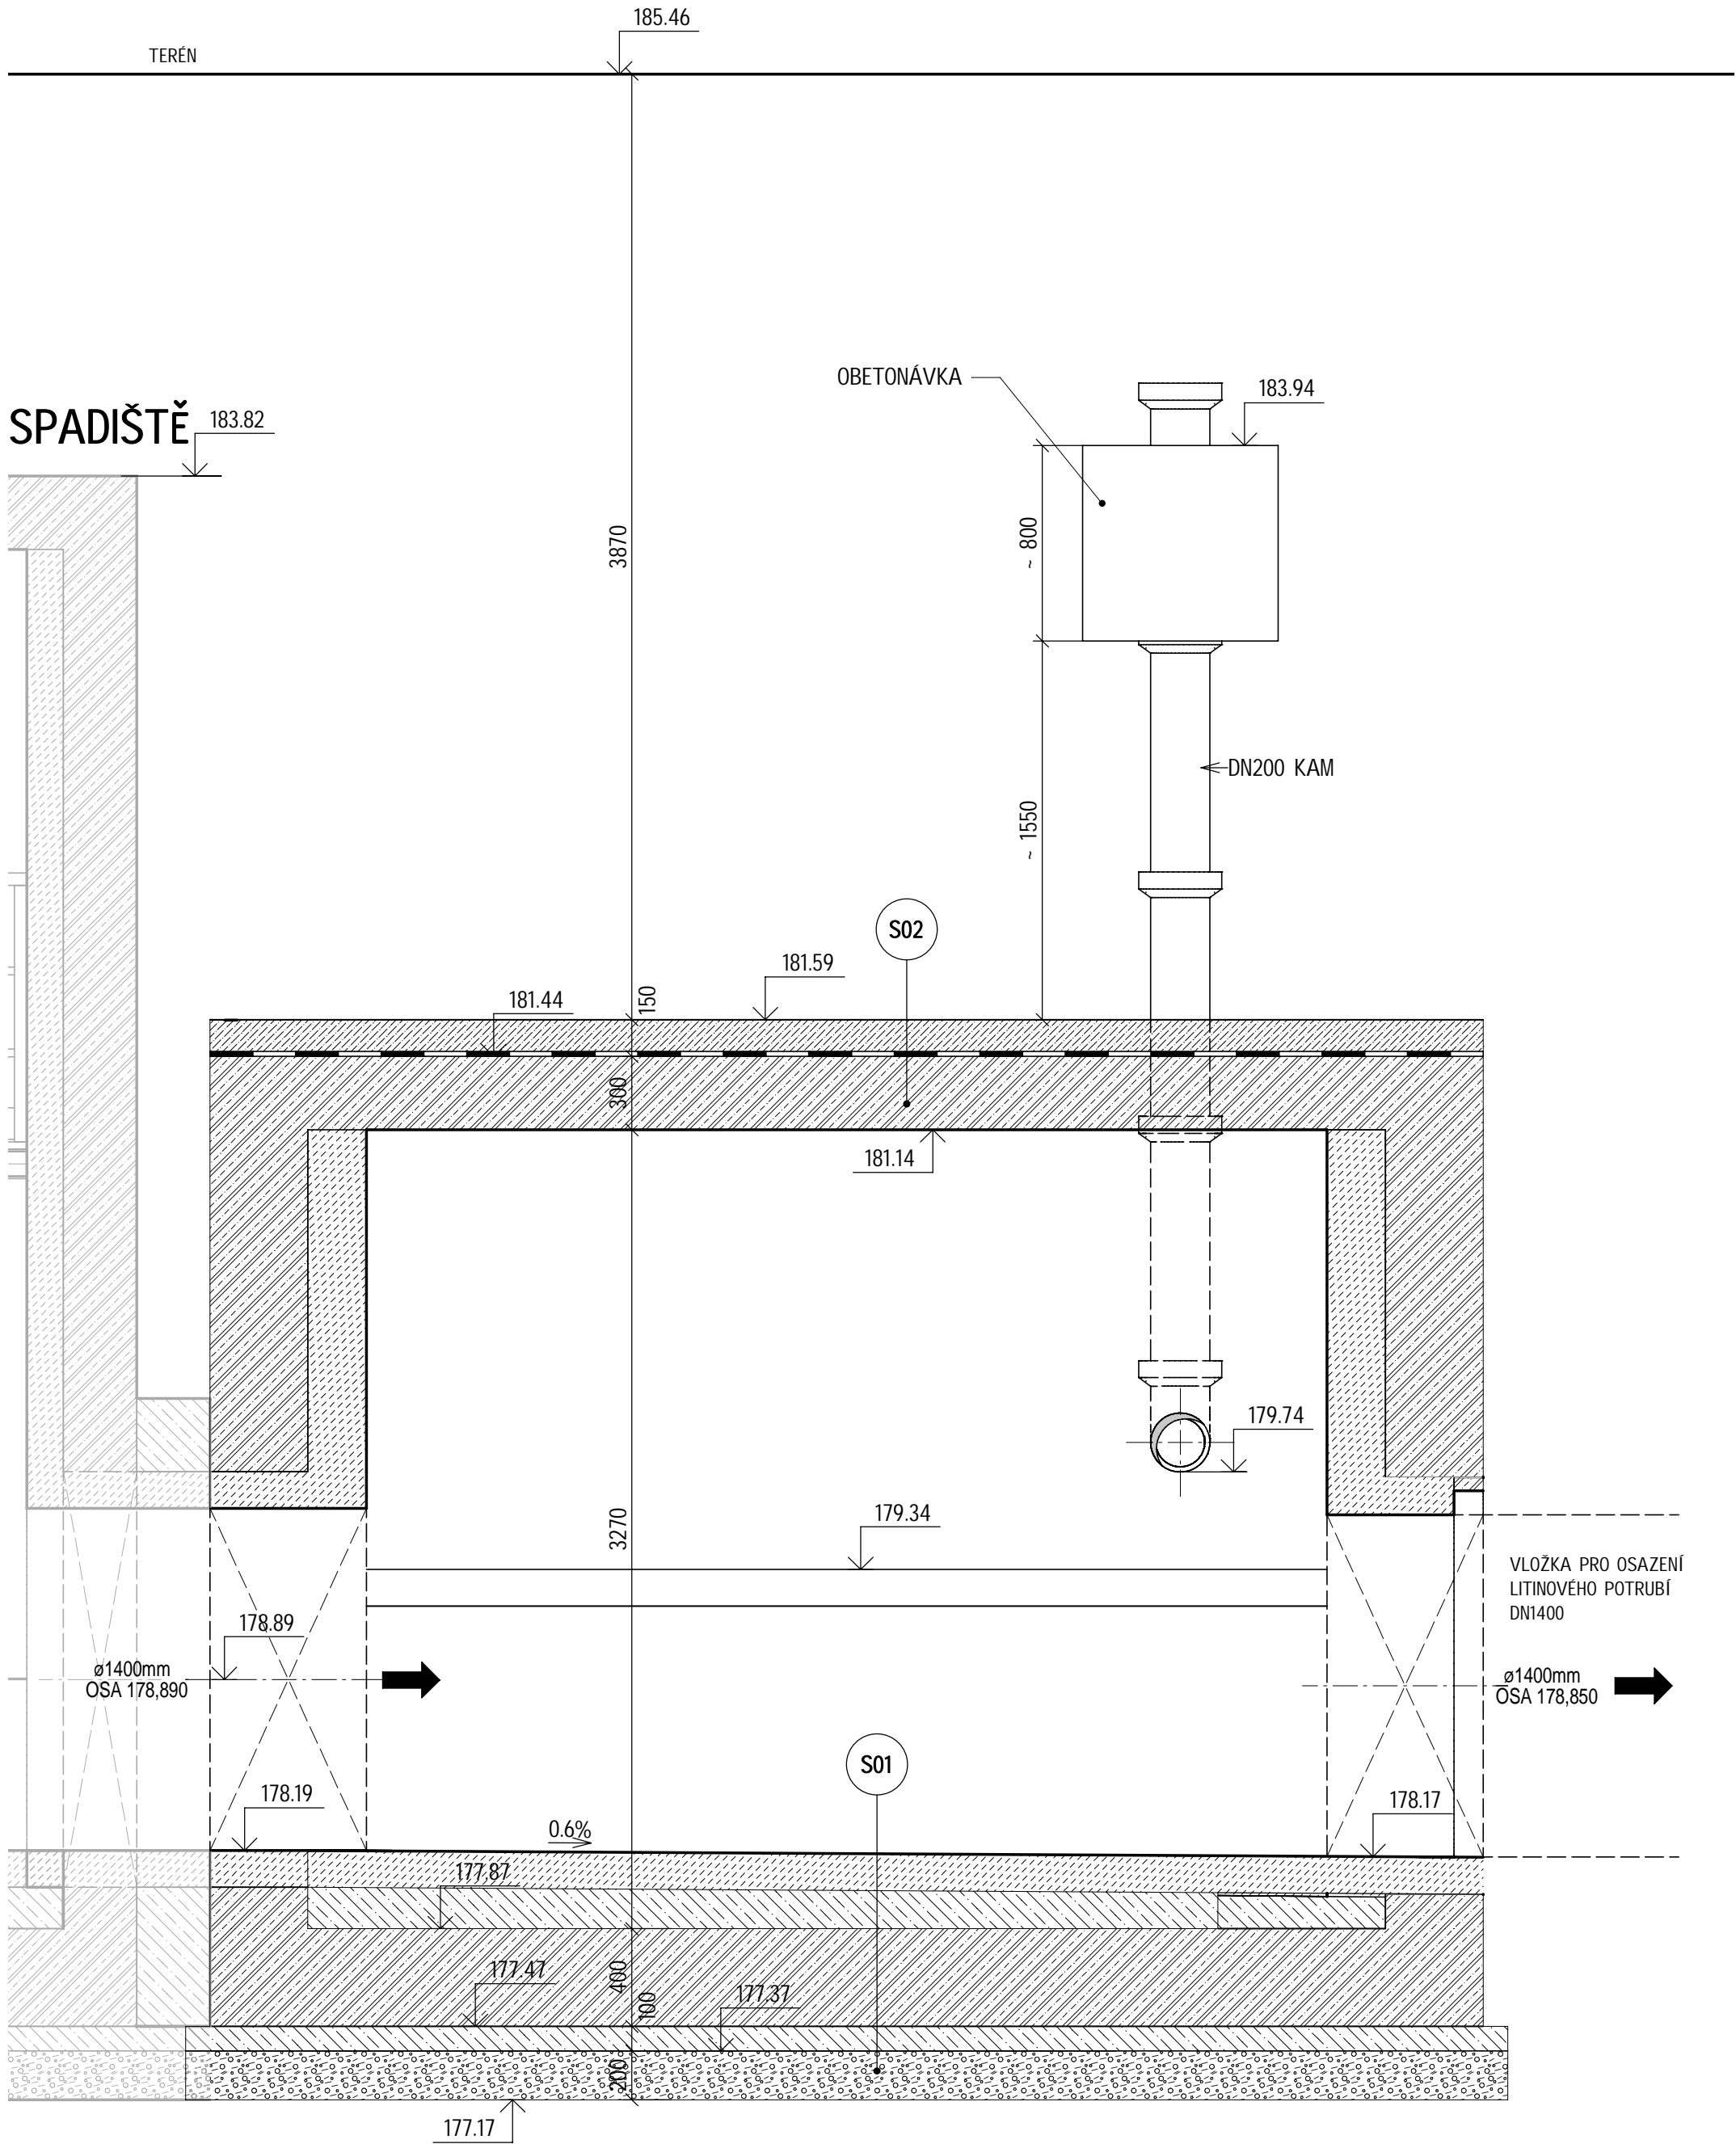 185.46
TERÉN
OBETONÁVKA
183.94
SPADIŠTĚ
183.82
3870
~ 800
DN200 KAM
~ 1550
S02
181.59
181.44
150
300
181.14
179.74
179.34
3270
VLOŽKA PRO OSAZENÍ
LITINOVÉHO POTRUBÍ
DN1400
178.89
ø1400mm
OSA 178,890
ø1400mm
OSA 178,850
S01
178.19
178.17
0.6%
177.87
177.47
400
177.37
100
200
177.17